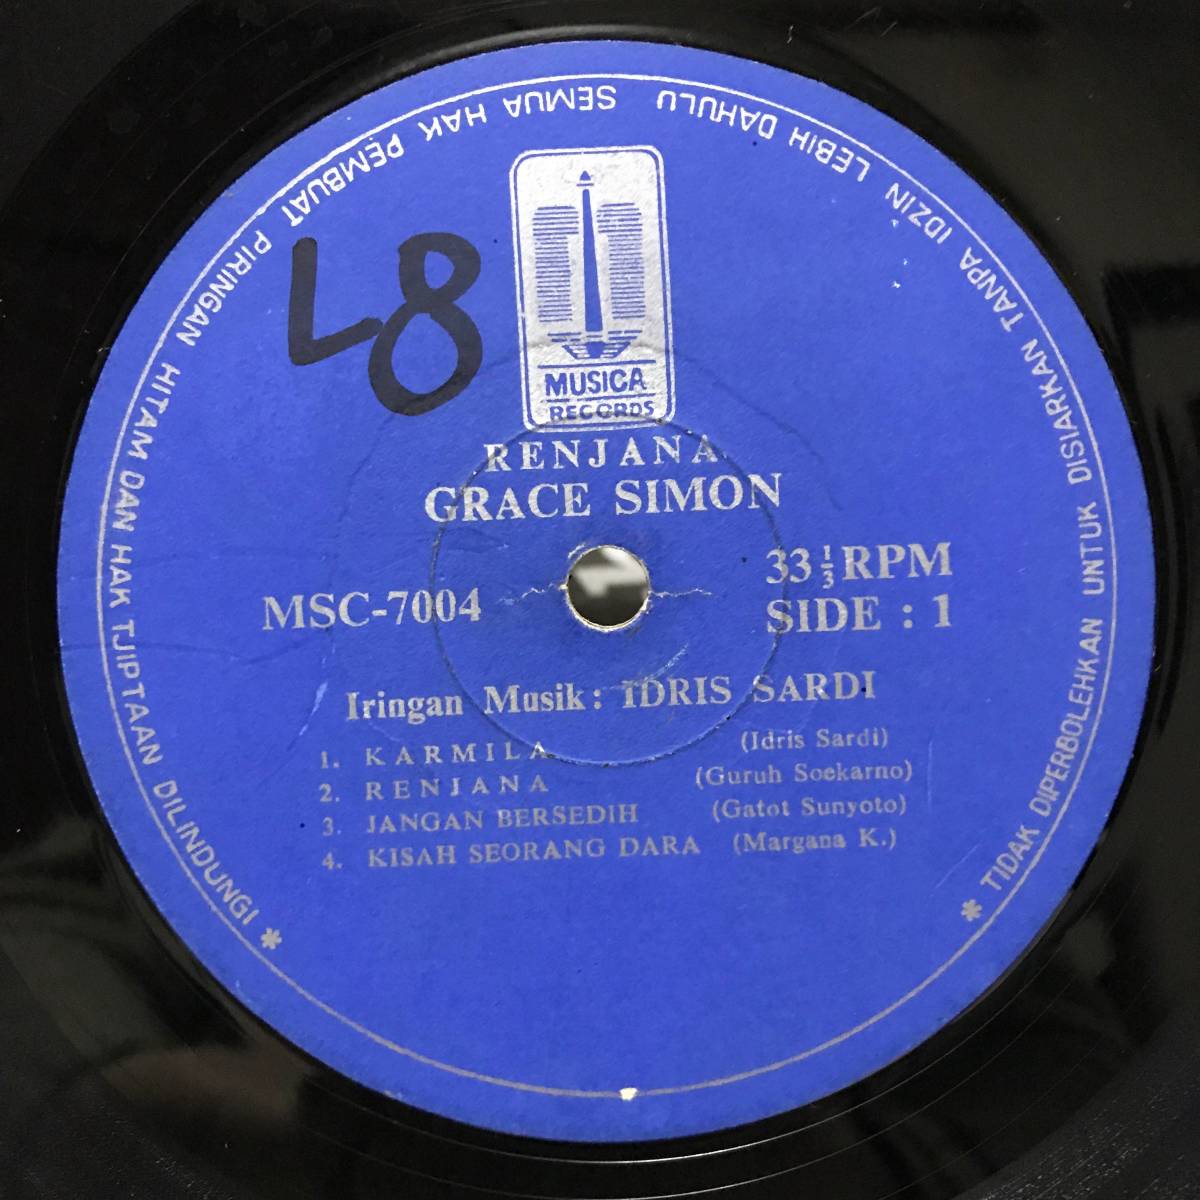 SEMUA HAK PEMBUAT PIRINGAN HITAM DAN HAK TJIPTAAN DILINDUNGI *
* TIDAK DIPERBOLEHKAN UNTUK DISIARKAN TANPA IDZIN LEBIH DAHULU
L8
MUSICA
RECORDS
RENJANA
GRACE SIMON
MSC-7004
33 1/3 RPM
SIDE : 1
Iringan Musik: IDRIS SARDI
1. KARMILA (Idris Sardi)
2. RENJANA (Guruh Soekarno)
3. JANGAN BERSEDIH (Gatot Sunyoto)
4. KISAH SEORANG DARA (Margana K.)